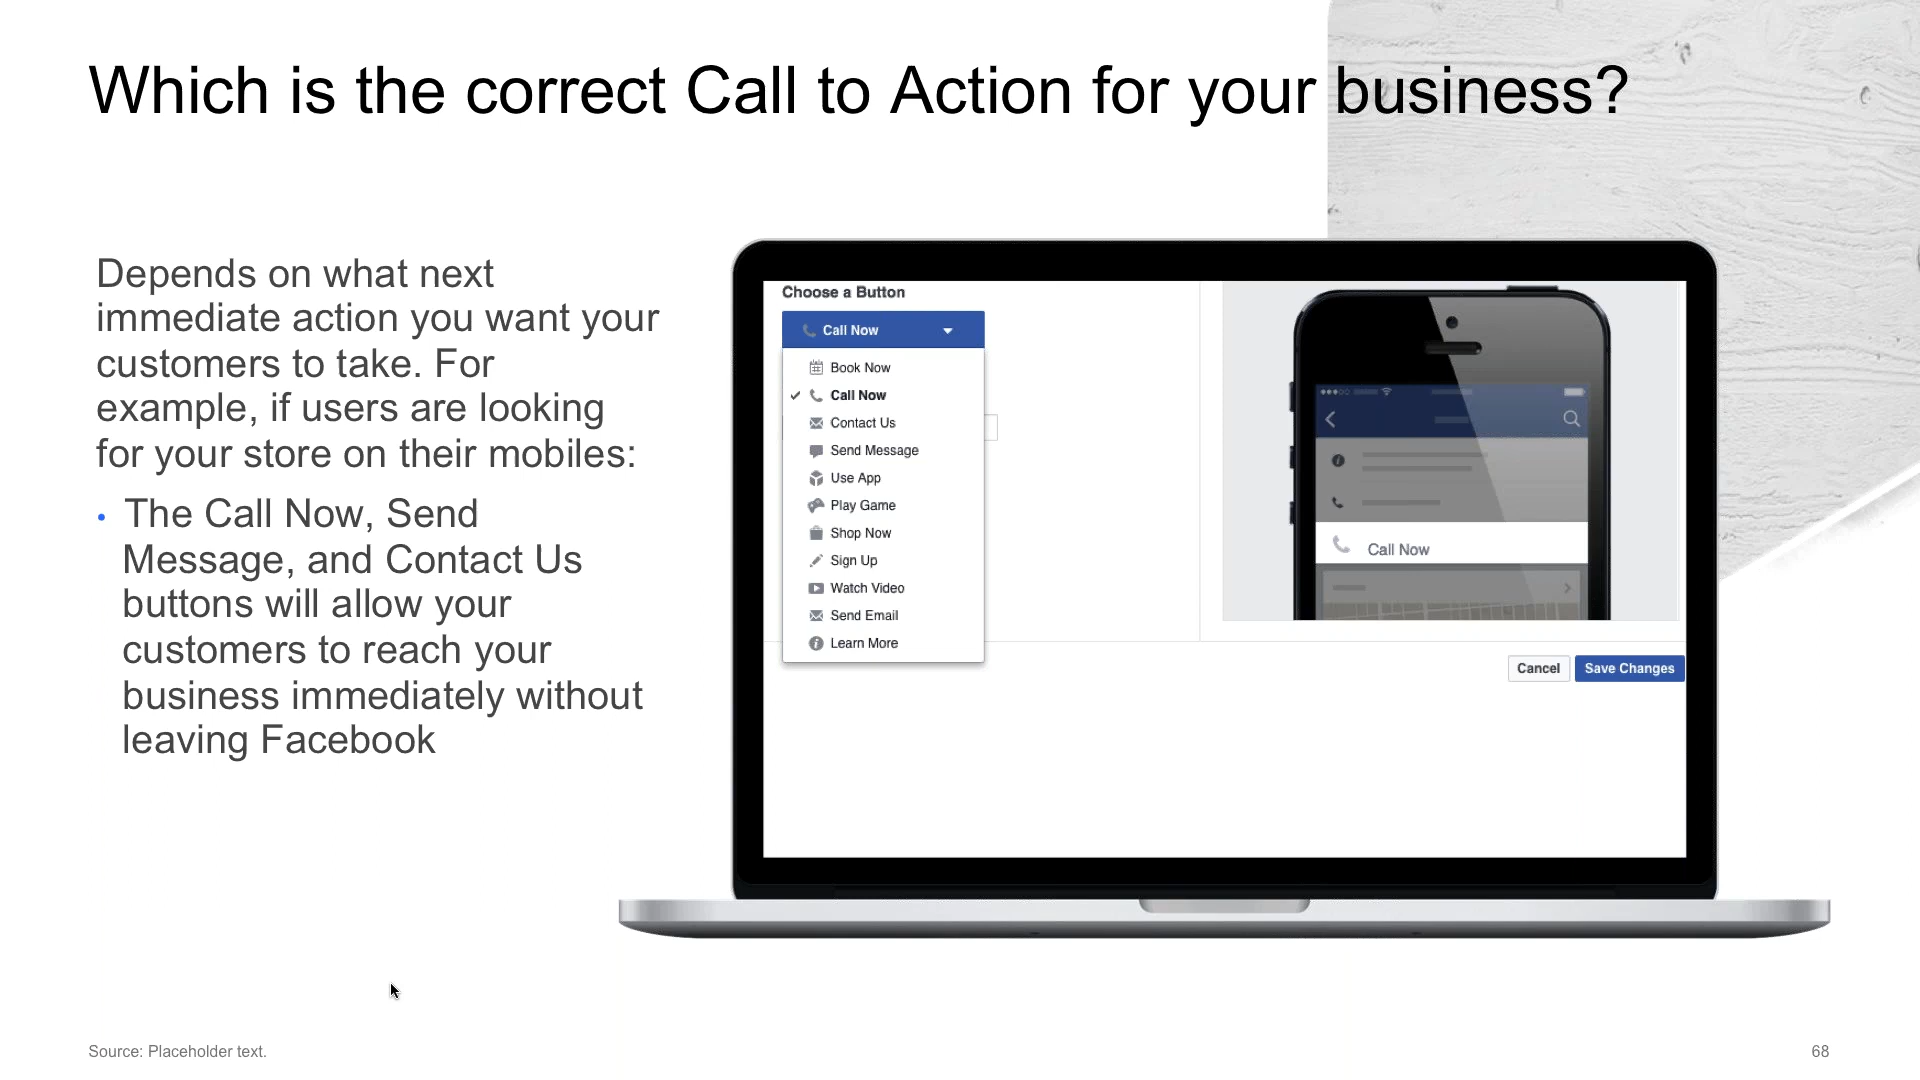 Which is the correct Call to Action for your business?
Depends on what next
immediate action you want your
customers to take. For
example, if users are looking
for your store on their mobiles:
• The Call Now, Send
Message, and Contact Us
buttons will allow your
customers to reach your
business immediately without
leaving Facebook
Choose a Button
Call Now
Book Now
Call Now
Contact Us
Send Message
Use App
Play Game
Shop Now
Sign Up
Watch Video
Send Email
Learn More
Call Now
Cancel
Save Changes
Source: Placeholder text.
68